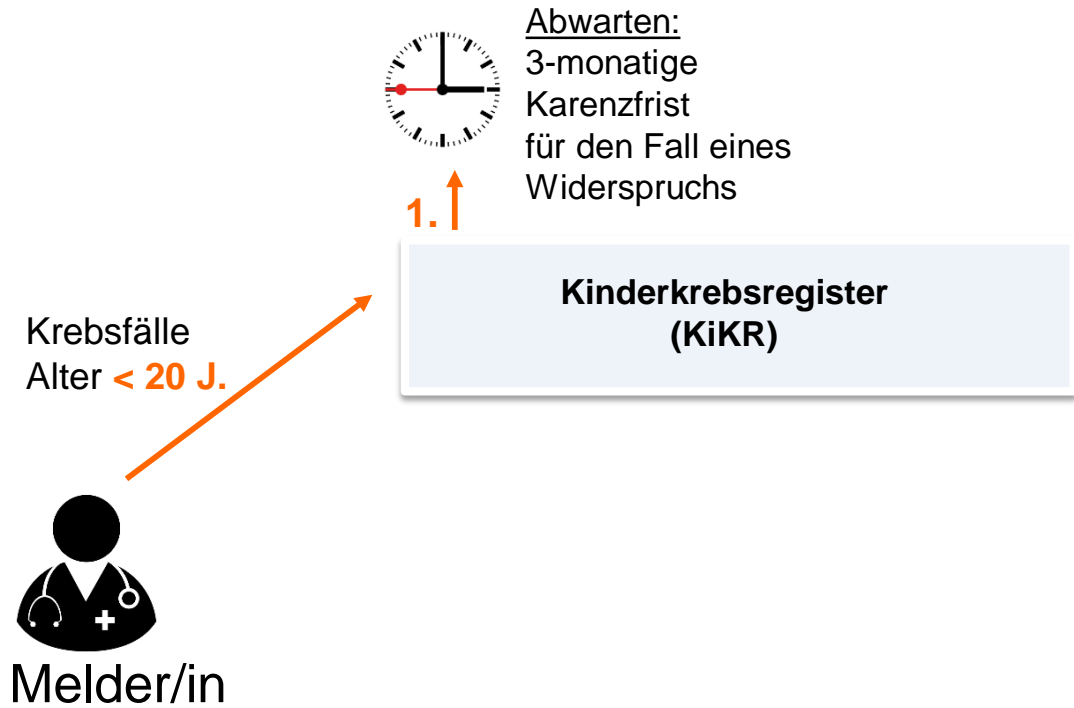 Abwarten:
3-monatige
Karenzfrist
für den Fall eines
Widerspruchs
1.
Kinderkrebsregister
(KiKR)
Krebsfälle
Alter < 20 J.
Melder/in